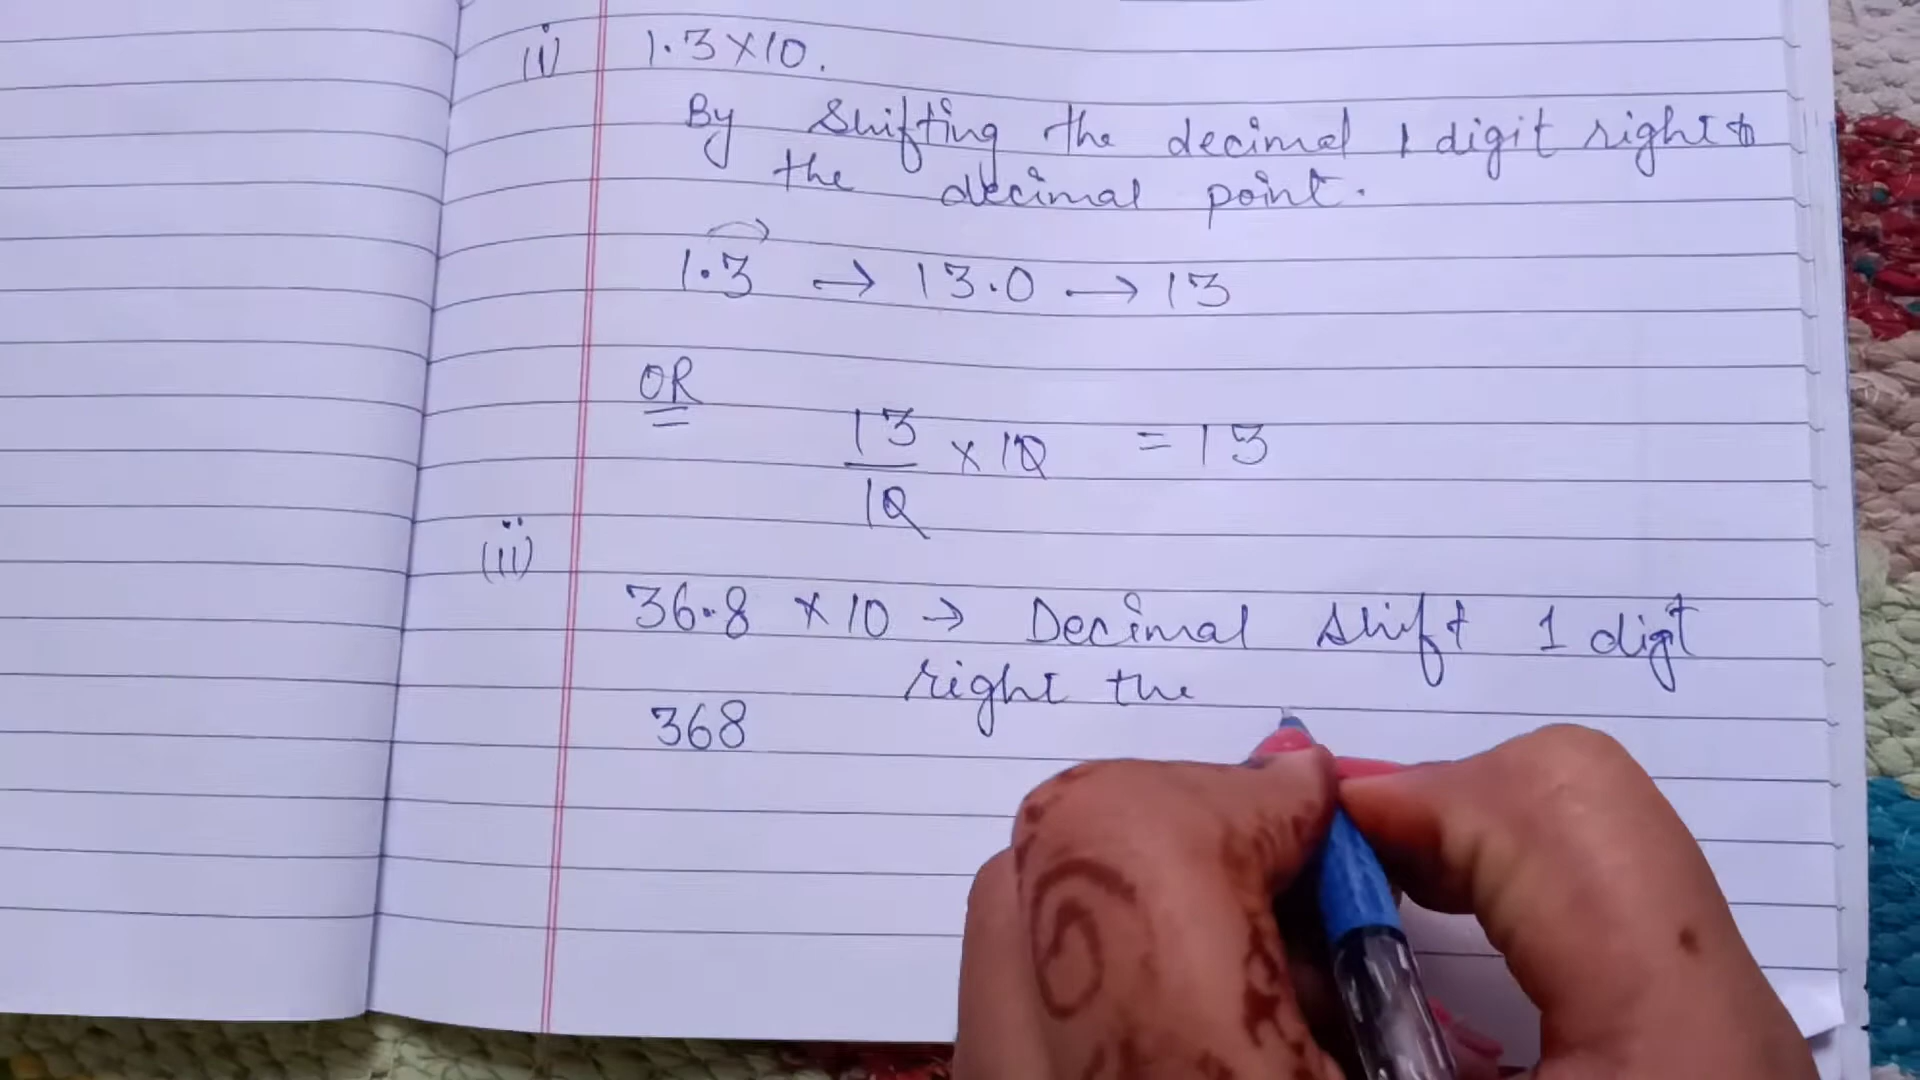 (i) 1.3×10.
By Shifting the decimal 1 digit right to
the decimal point.
1.3 → 13.0 → 13
OR
13/10 × 10 = 13
(ii)
36.8 × 10 → Decimal shift 1 digit
right the
368